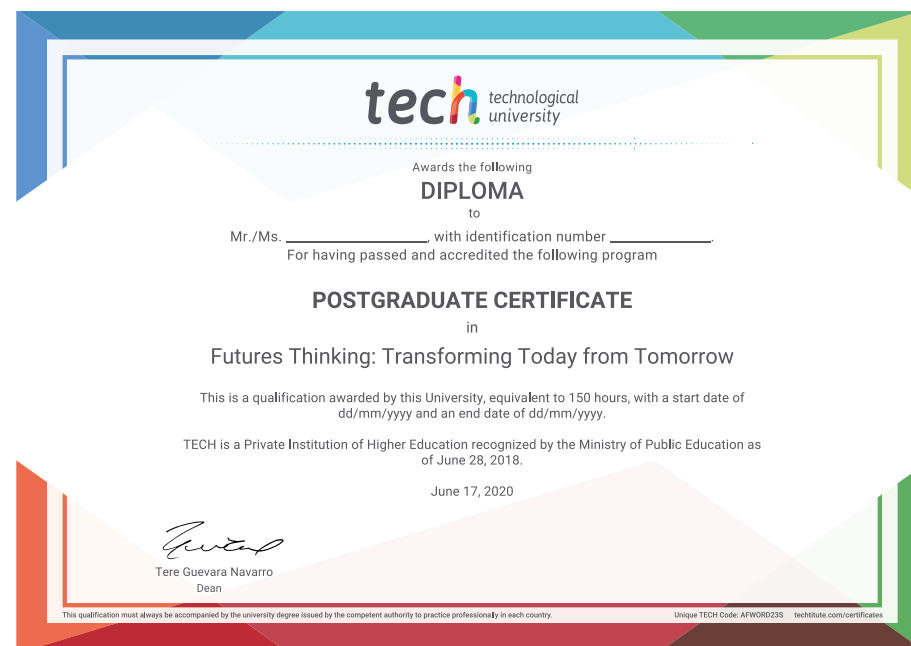 tech technological
university
Awards the following
DIPLOMA
to
Mr./Ms. ____________________, with identification number ______________.
For having passed and accredited the following program
POSTGRADUATE CERTIFICATE
in
Futures Thinking: Transforming Today from Tomorrow
This is a qualification awarded by this University, equivalent to 150 hours, with a start date of
dd/mm/yyyy and an end date of dd/mm/yyyy.
TECH is a Private Institution of Higher Education recognized by the Ministry of Public Education as
of June 28, 2018.
June 17, 2020
Tere Guevara Navarro
Dean
This qualification must always be accompanied by the university degree issued by the competent authority to practice professionally in each country. Unique TECH Code: AFWORD23S techtitute.com/certificates